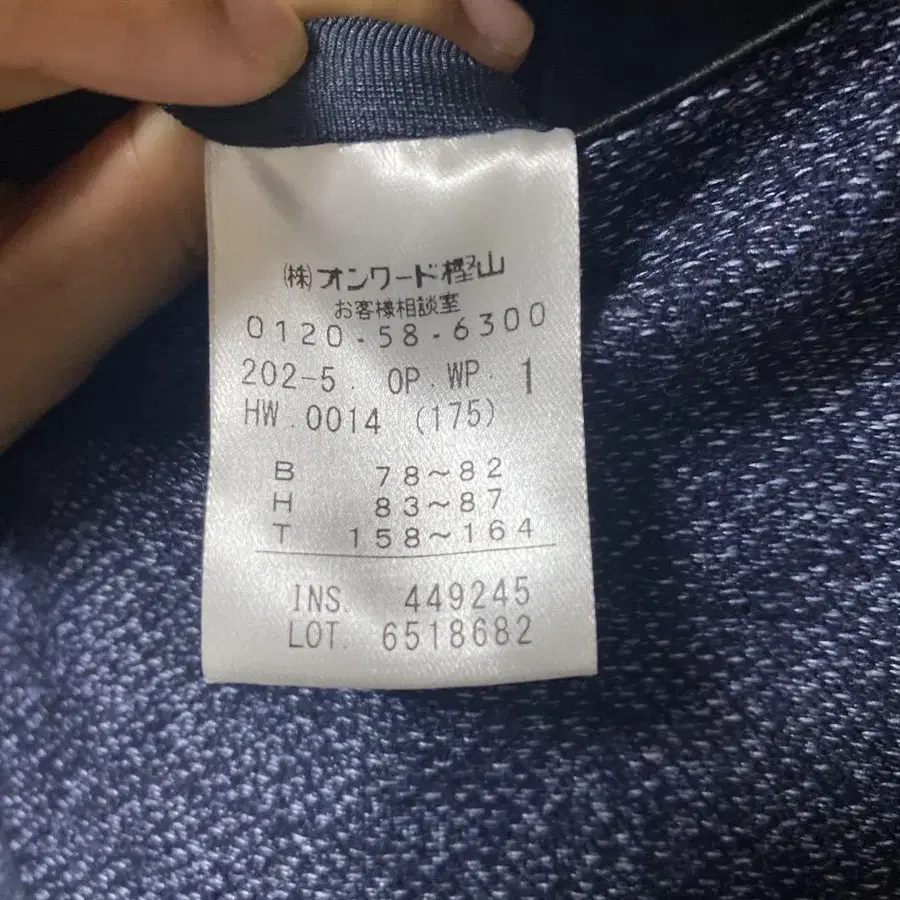 (株)オンワード樫山
お客様相談室
0120-58-6300
202-5. OP. WP. 1
HW.0014 (175)
B 78~82
H 83~87
T 158~164
INS. 449245
LOT. 6518682